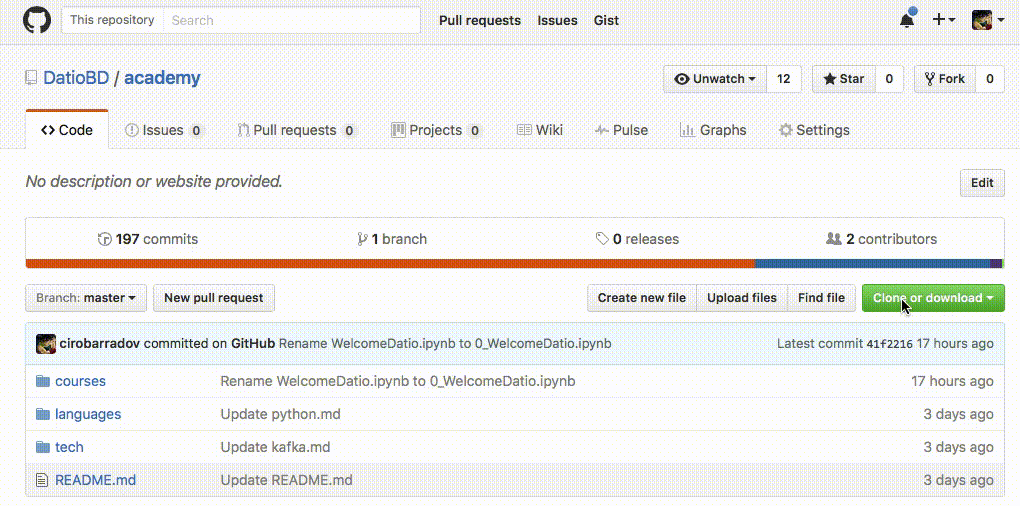 This repository Search Pull requests Issues Gist
DatioBD / academy Unwatch 12 Star 0 Fork 0
Code Issues 0 Pull requests 0 Projects 0 Wiki Pulse Graphs Settings
No description or website provided. Edit
197 commits 1 branch 0 releases 2 contributors
Branch: master New pull request Create new file Upload files Find file Clone or download
cirobarradov committed on GitHub Rename WelcomeDatio.ipynb to 0_WelcomeDatio.ipynb Latest commit 41f2216 17 hours ago
courses Rename WelcomeDatio.ipynb to 0_WelcomeDatio.ipynb 17 hours ago
languages Update python.md 3 days ago
tech Update kafka.md 3 days ago
README.md Update README.md 3 days ago